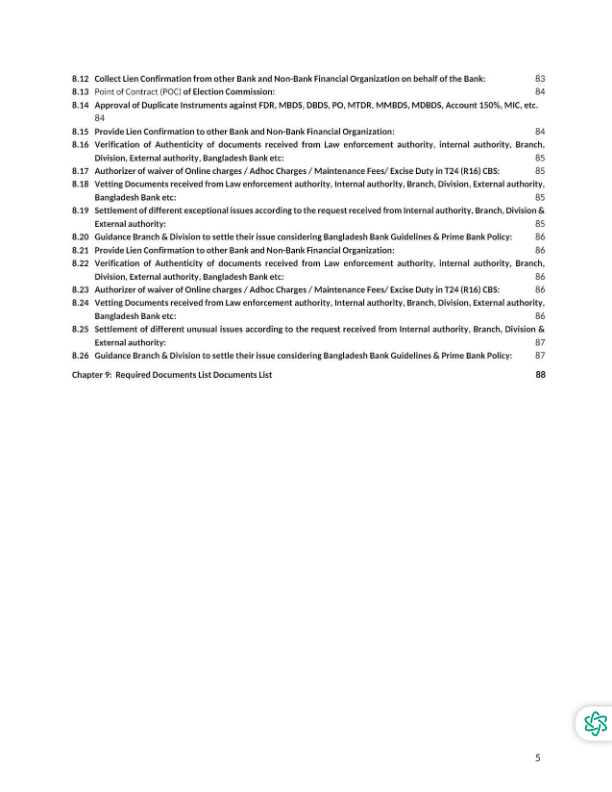 8.12 Collect Lien Confirmation from other Bank and Non-Bank Financial Organization on behalf of the Bank: 83
8.13 Point of Contract (POC) of Election Commission: 84
8.14 Approval of Duplicate Instruments against FDR, MBDS, DBDS, PO, MTDR, MMBDS, MDBDS, Account 150%, MIC, etc.
84
8.15 Provide Lien Confirmation to other Bank and Non-Bank Financial Organization: 84
8.16 Verification of Authenticity of documents received from Law enforcement authority, internal authority, Branch,
Division, External authority, Bangladesh Bank etc: 85
8.17 Authorizer of waiver of Online charges / Adhoc Charges / Maintenance Fees/ Excise Duty in T24 (R16) CBS: 85
8.18 Vetting Documents received from Law enforcement authority, Internal authority, Branch, Division, External authority,
Bangladesh Bank etc: 85
8.19 Settlement of different exceptional issues according to the request received from Internal authority, Branch, Division &
External authority: 85
8.20 Guidance Branch & Division to settle their issue considering Bangladesh Bank Guidelines & Prime Bank Policy: 86
8.21 Provide Lien Confirmation to other Bank and Non-Bank Financial Organization: 86
8.22 Verification of Authenticity of documents received from Law enforcement authority, internal authority, Branch,
Division, External authority, Bangladesh Bank etc: 86
8.23 Authorizer of waiver of Online charges / Adhoc Charges / Maintenance Fees/ Excise Duty in T24 (R16) CBS: 86
8.24 Vetting Documents received from Law enforcement authority, Internal authority, Branch, Division, External authority,
Bangladesh Bank etc: 86
8.25 Settlement of different unusual issues according to the request received from Internal authority, Branch, Division &
External authority: 87
8.26 Guidance Branch & Division to settle their issue considering Bangladesh Bank Guidelines & Prime Bank Policy: 87
Chapter 9: Required Documents List Documents List 88
5